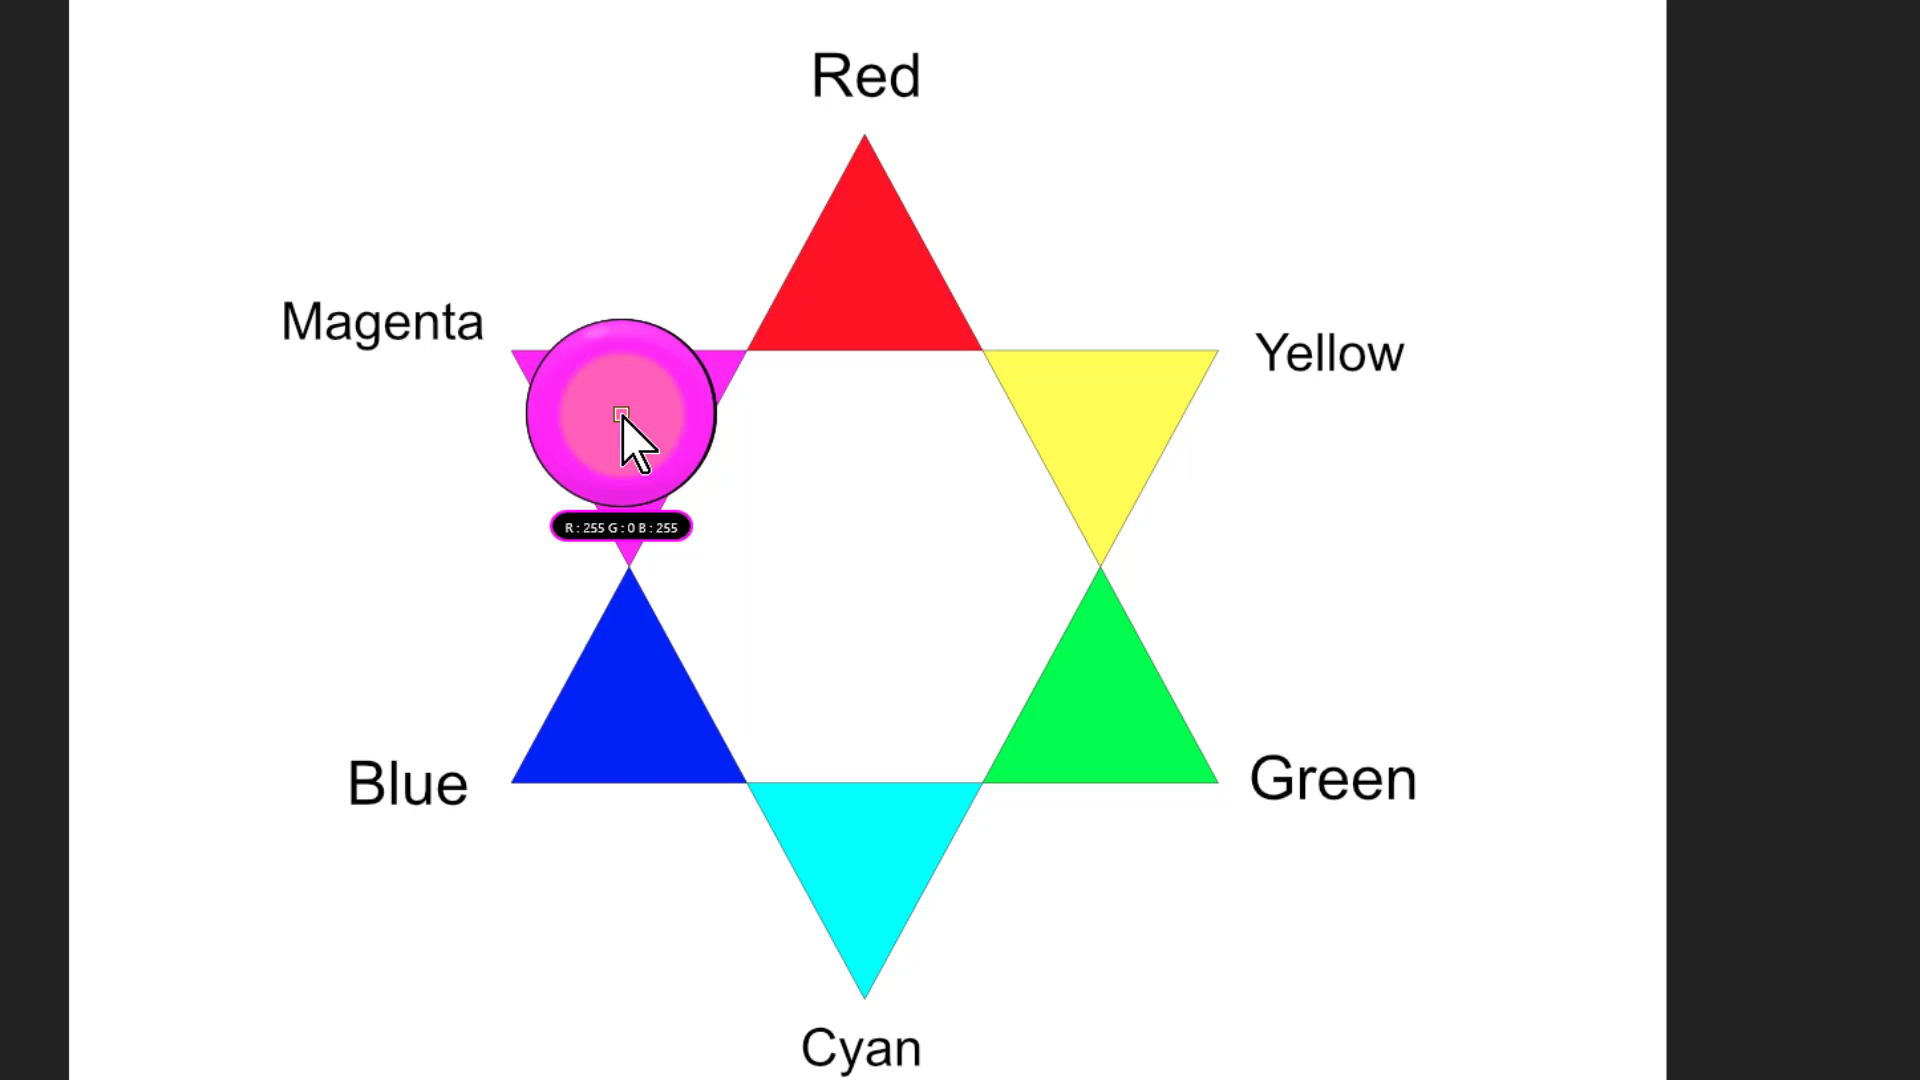 Red
Magenta
Yellow
R : 255 G : 0 B : 255
Blue
Green
Cyan